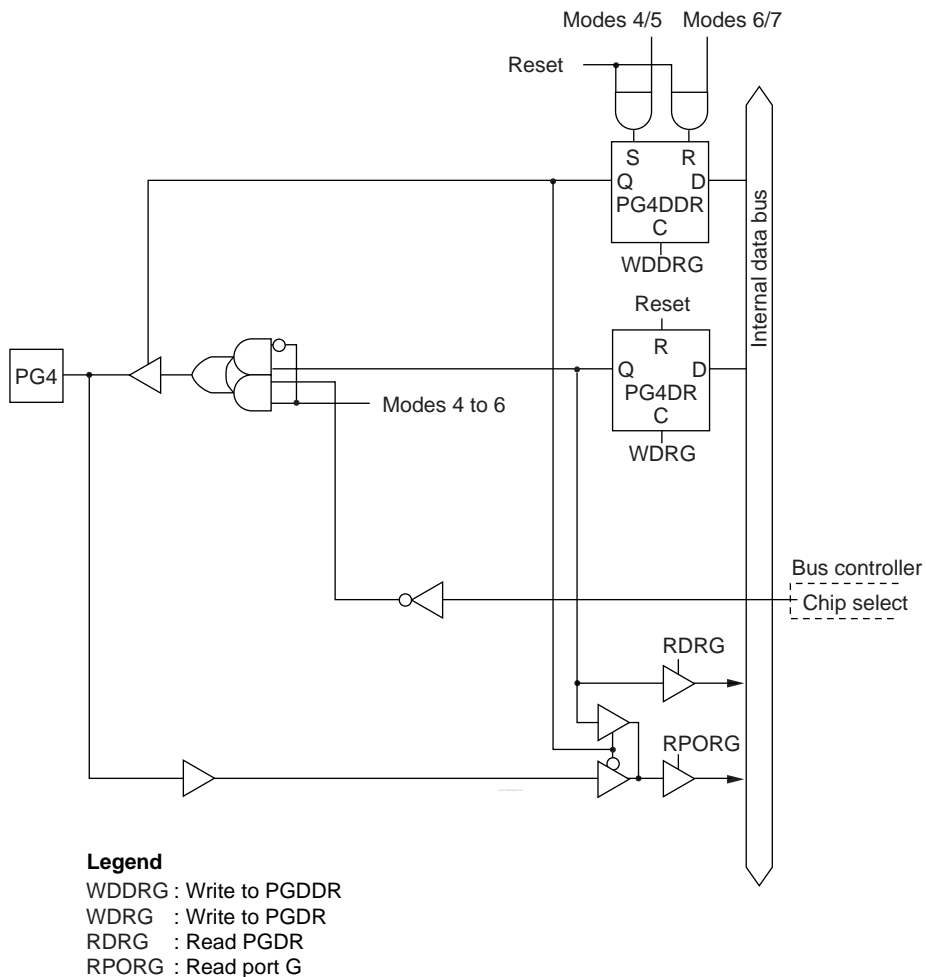 Modes 4/5
Modes 6/7
Reset
S
R
Q
D
PG4DDR
C
WDDRG
Internal data bus
Reset
R
Q
D
PG4DR
C
WDRG
PG4
Modes 4 to 6
Bus controller
Chip select
RDRG
RPORG
Legend
WDDRG : Write to PGDDR
WDRG : Write to PGDR
RDRG : Read PGDR
RPORG : Read port G